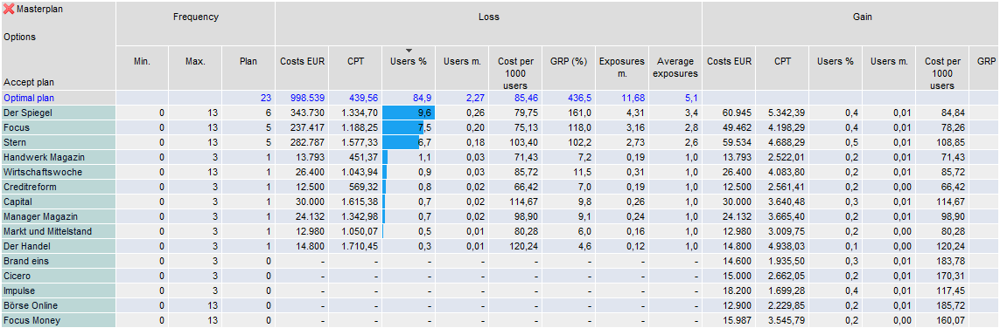 Masterplan
Frequency Loss Gain
Options
Min. Max. Plan Costs EUR CPT Users % Users m. Cost per 1000 users GRP (%) Exposures m. Average exposures Costs EUR CPT Users % Users m. Cost per 1000 users GRP
Accept plan
Optimal plan 23 998.539 439,56 84,9 2,27 85,46 436,5 11,68 5,1
Der Spiegel 0 13 6 343.730 1.334,70 9,6 0,26 79,75 161,0 4,31 3,4 60.945 5.342,39 0,4 0,01 84,84
Focus 0 13 5 237.417 1.188,25 7,5 0,20 75,13 118,0 3,16 2,8 49.462 4.198,29 0,4 0,01 78,26
Stern 0 13 5 282.787 1.577,33 6,7 0,18 103,40 102,2 2,73 2,6 59.534 4.688,29 0,5 0,01 108,85
Handwerk Magazin 0 3 1 13.793 451,37 1,1 0,03 71,43 7,2 0,19 1,0 13.793 2.522,01 0,2 0,01 71,43
Wirtschaftswoche 0 13 1 26.400 1.043,94 0,9 0,03 85,72 11,5 0,31 1,0 26.400 4.083,80 0,2 0,01 85,72
Creditreform 0 3 1 12.500 569,32 0,8 0,02 66,42 7,0 0,19 1,0 12.500 2.561,41 0,2 0,00 66,42
Capital 0 3 1 30.000 1.615,38 0,7 0,02 114,67 9,8 0,26 1,0 30.000 3.640,48 0,3 0,01 114,67
Manager Magazin 0 3 1 24.132 1.342,98 0,7 0,02 98,90 9,1 0,24 1,0 24.132 3.665,40 0,2 0,01 98,90
Markt und Mittelstand 0 3 1 12.980 1.050,07 0,5 0,01 80,28 6,0 0,16 1,0 12.980 3.009,75 0,2 0,01 80,28
Der Handel 0 3 1 14.800 1.710,45 0,3 0,01 120,24 4,6 0,12 1,0 14.800 4.938,03 0,1 0,00 120,24
Brand eins 0 3 0 - - - - - - - - 14.600 1.935,50 0,3 0,01 183,78
Cicero 0 3 0 - - - - - - - - 15.000 2.662,05 0,2 0,01 170,31
Impulse 0 3 0 - - - - - - - - 18.200 1.699,28 0,4 0,01 117,45
Börse Online 0 13 0 - - - - - - - - 12.900 2.229,85 0,2 0,01 185,72
Focus Money 0 13 0 - - - - - - - - 15.987 3.545,79 0,2 0,00 160,07